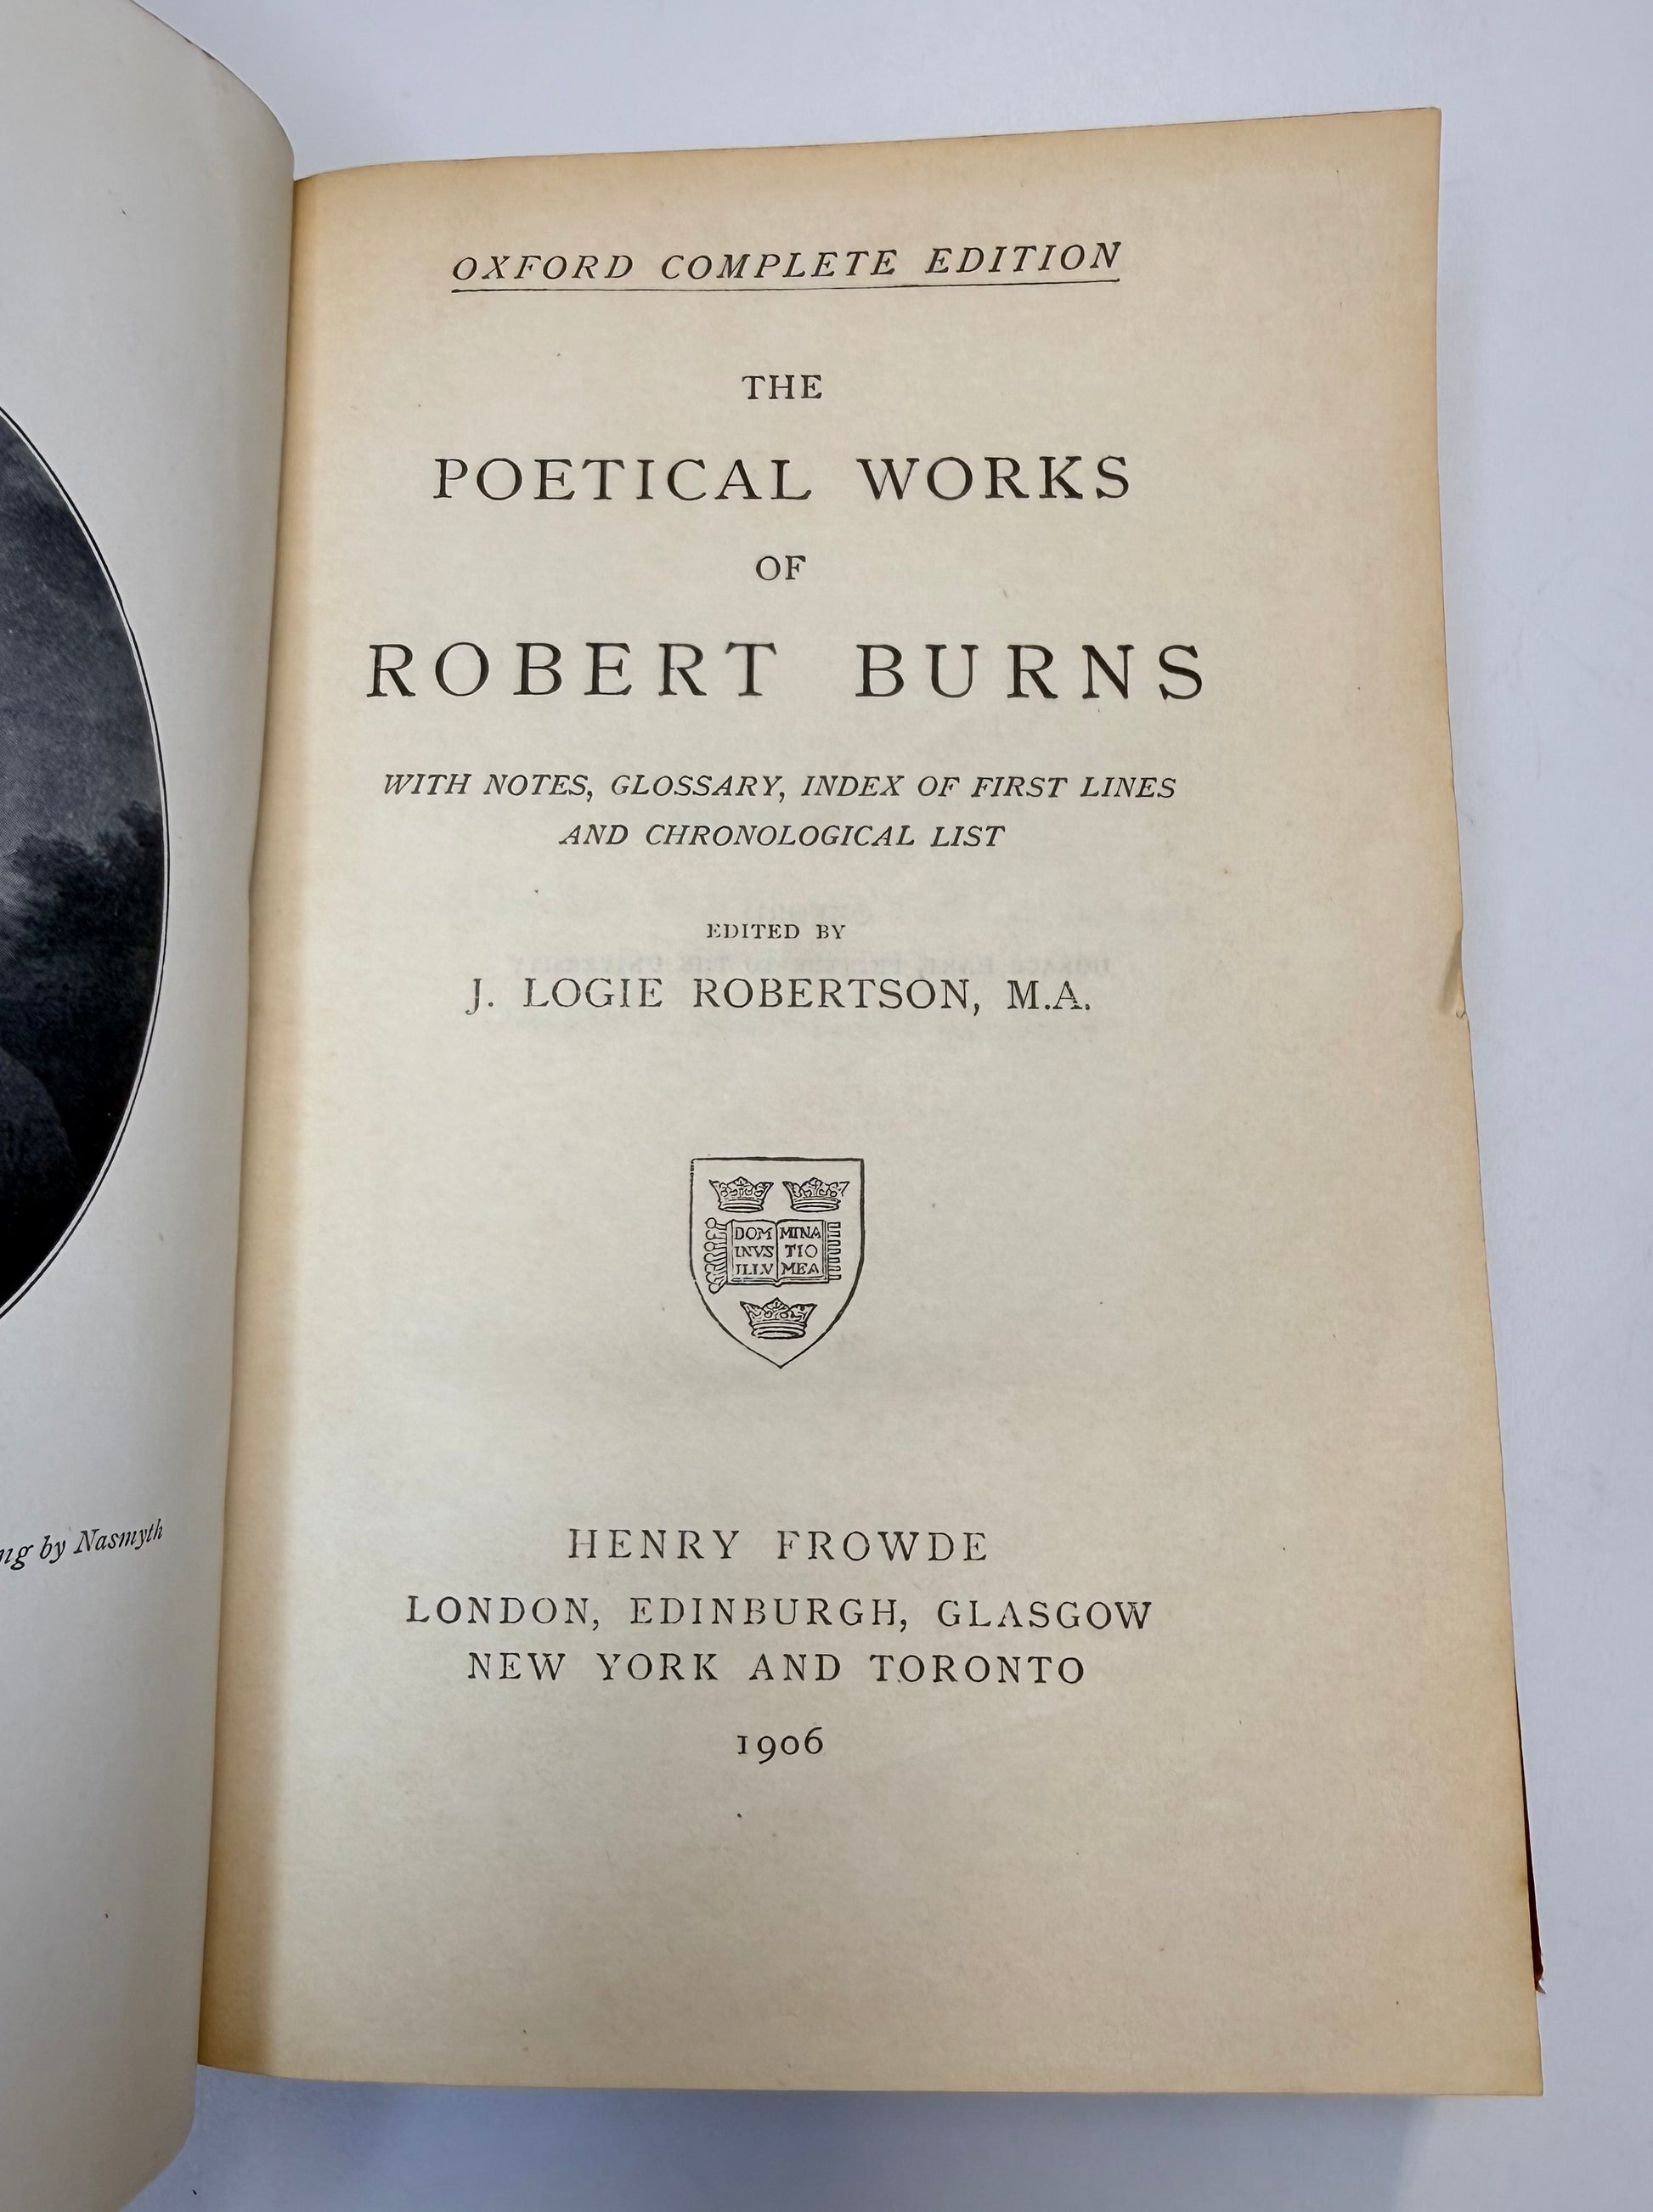 OXFORD COMPLETE EDITION
THE
POETICAL WORKS
OF
ROBERT BURNS
WITH NOTES, GLOSSARY, INDEX OF FIRST LINES
AND CHRONOLOGICAL LIST
EDITED BY
J. LOGIE ROBERTSON, M.A.
DOM MINA
INVS TIO
ILLV MEA
by Nasmyth
HENRY FROWDE
LONDON, EDINBURGH, GLASGOW
NEW YORK AND TORONTO
1906